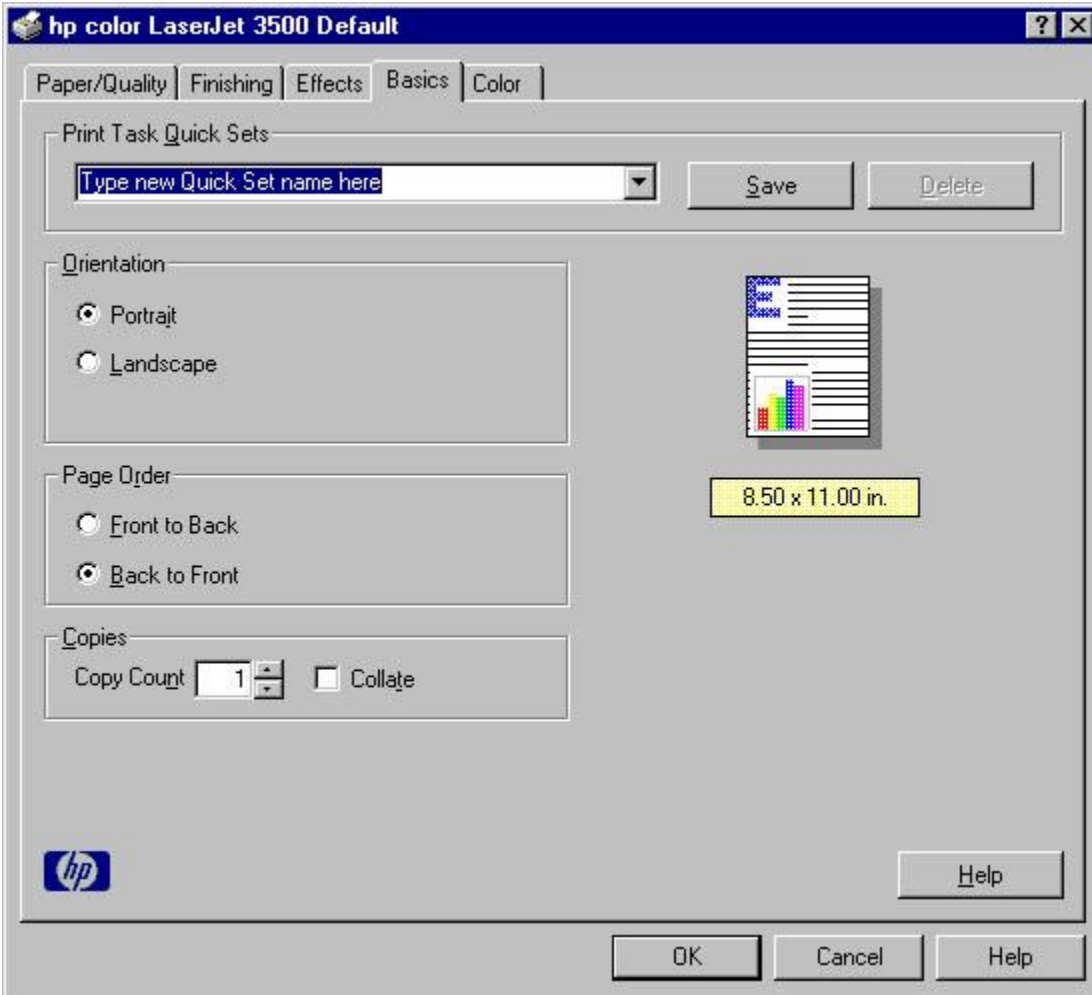 hp color LaserJet 3500 Default
Paper/Quality Finishing Effects Basics Color
Print Task Quick Sets
Type new Quick Set name here Save Delete
Orientation
Portrait
Landscape
E
8.50 x 11.00 in.
Page Order
Front to Back
Back to Front
Copies
Copy Count 1 Collate
hp Help
OK Cancel Help